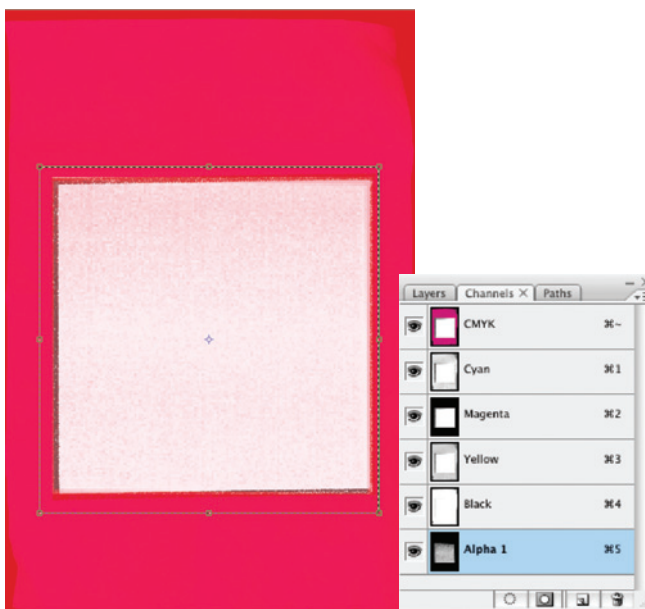 Layers Channels X Paths
CMYK ⌘~
Cyan ⌘1
Magenta ⌘2
Yellow ⌘3
Black ⌘4
Alpha 1 ⌘5